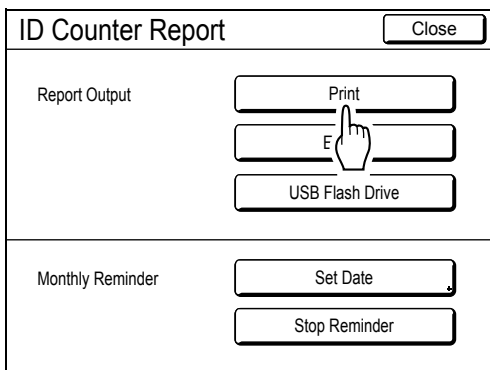 ID Counter Report
Close
Report Output
Print
USB Flash Drive
Monthly Reminder
Set Date
Stop Reminder